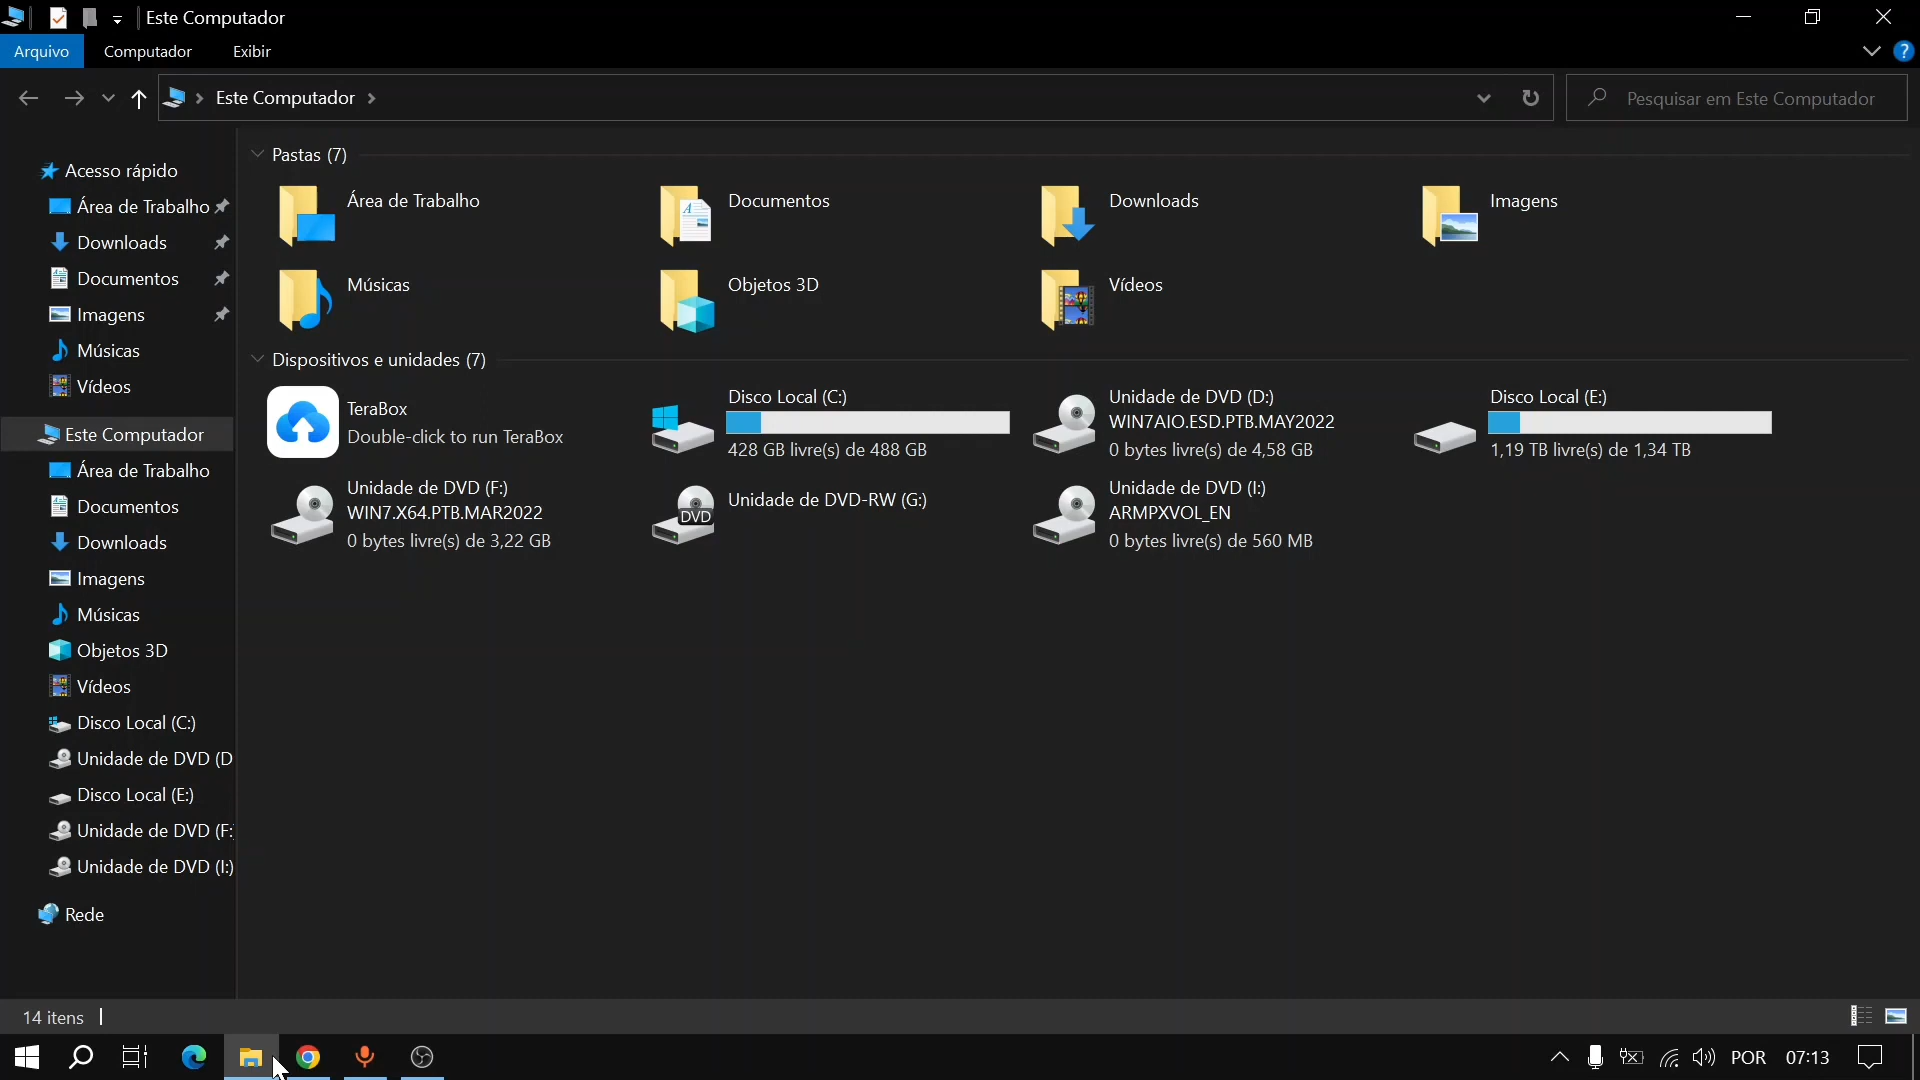 Este Computador
Arquivo
Computador
Exibir
?
Este Computador
Pesquisar em Este Computador
Acesso rápido
Área de Trabalho
Downloads
Documentos
Imagens
Músicas
Vídeos
Este Computador
Área de Trabalho
Documentos
Downloads
Imagens
Músicas
Objetos 3D
Vídeos
Disco Local (C:)
Unidade de DVD (D
Disco Local (E:)
Unidade de DVD (F:
Unidade de DVD (I:)
Rede
Pastas (7)
Área de Trabalho
Documentos
Downloads
Imagens
Músicas
Objetos 3D
Vídeos
Dispositivos e unidades (7)
TeraBox
Double-click to run TeraBox
Disco Local (C:)
428 GB livre(s) de 488 GB
Unidade de DVD (D:)
WIN7AIO.ESD.PTB.MAY2022
0 bytes livre(s) de 4,58 GB
Disco Local (E:)
1,19 TB livre(s) de 1,34 TB
Unidade de DVD (F:)
WIN7.X64.PTB.MAR2022
0 bytes livre(s) de 3,22 GB
DVD
Unidade de DVD-RW (G:)
Unidade de DVD (I:)
ARMPXVOL_EN
0 bytes livre(s) de 560 MB
14 itens
POR
07:13